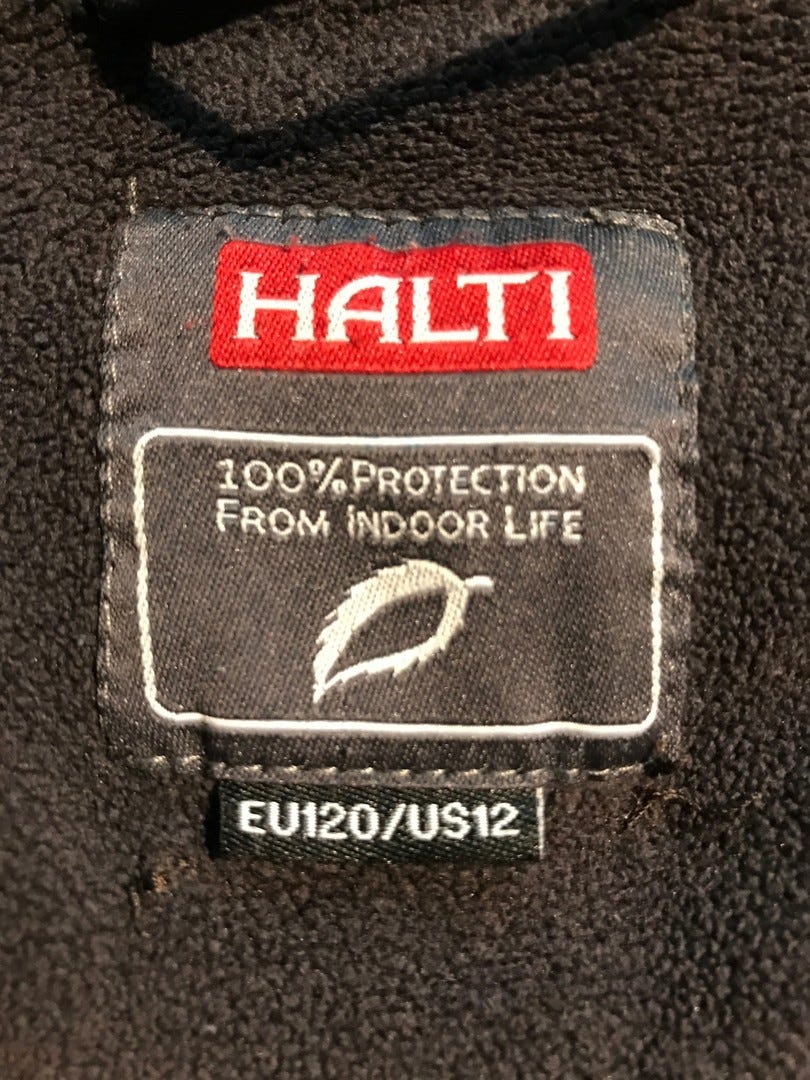 HALTI
100% PROTECTION
FROM INDOOR LIFE
EU120/US12